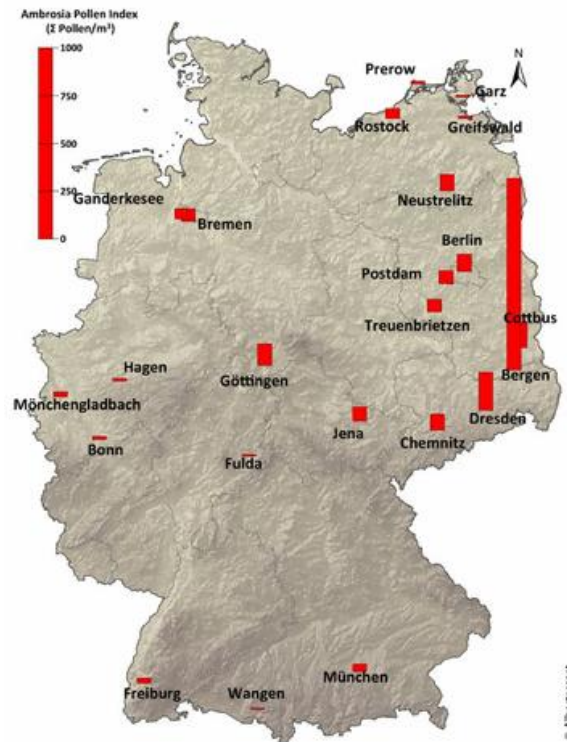 Ambrosia Pollen Index
(Σ Pollen/m³)
1000
750
500
250
0
N
Prerow
Garz
Rostock
Greifswald
Neustrelitz
Ganderkesee
Bremen
Berlin
Postdam
Treuenbrietzen
Cottbus
Göttingen
Bergen
Hagen
Mönchengladbach
Dresden
Jena
Chemnitz
Bonn
Fulda
München
Freiburg
Wangen